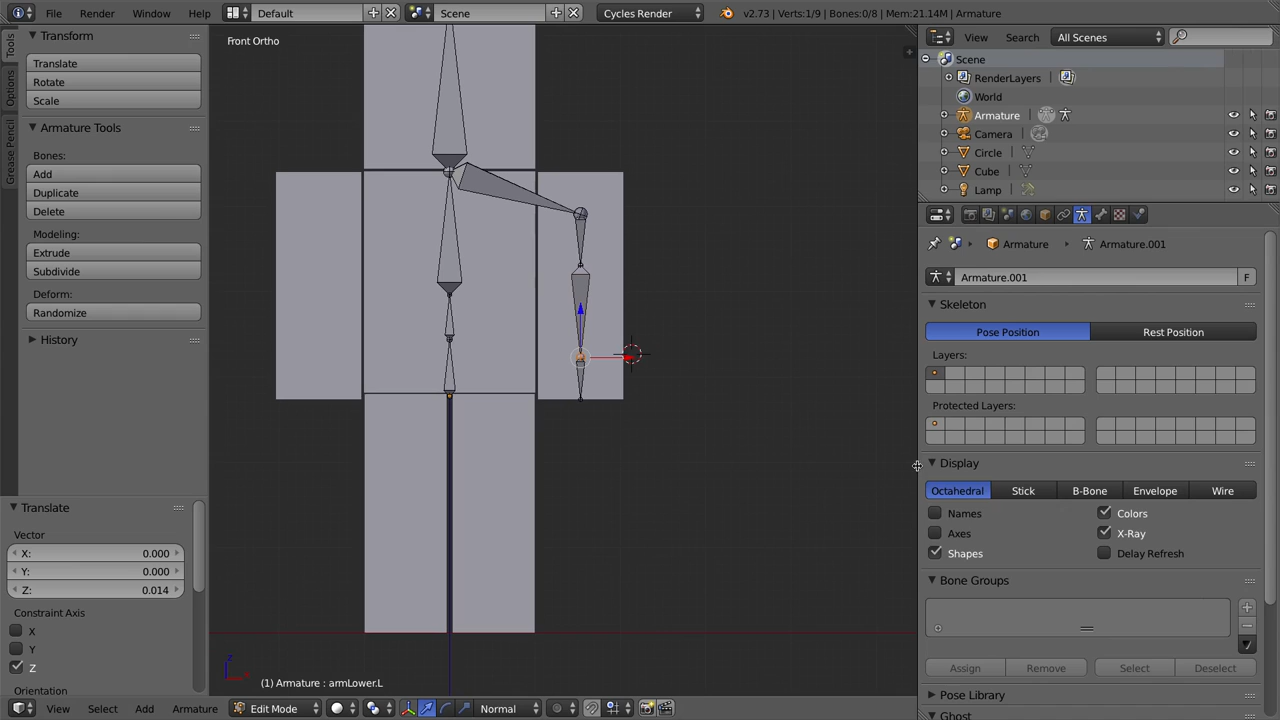 File Render Window Help Default Scene Cycles Render v2.73 | Verts:1/9 | Bones:0/8 | Mem:21.14M | Armature
Tools
Options
Grease Pencil
Transform
Translate
Rotate
Scale
Armature Tools
Bones:
Add
Duplicate
Delete
Modeling:
Extrude
Subdivide
Deform:
Randomize
History
Translate
Vector
X: 0.000
Y: 0.000
Z: 0.014
Constraint Axis
X
Y
Z
Orientation
Front Ortho
z
(1) Armature : armLower.L
View Select Add Armature Edit Mode Normal
View Search All Scenes
Scene
RenderLayers
World
Armature
Camera
Circle
Cube
Lamp
Armature Armature.001
Armature.001 F
Skeleton
Pose Position Rest Position
Layers:
Protected Layers:
Display
Octahedral Stick B-Bone Envelope Wire
Names Colors
Axes X-Ray
Shapes Delay Refresh
Bone Groups
Assign Remove Select Deselect
Pose Library
Ghost